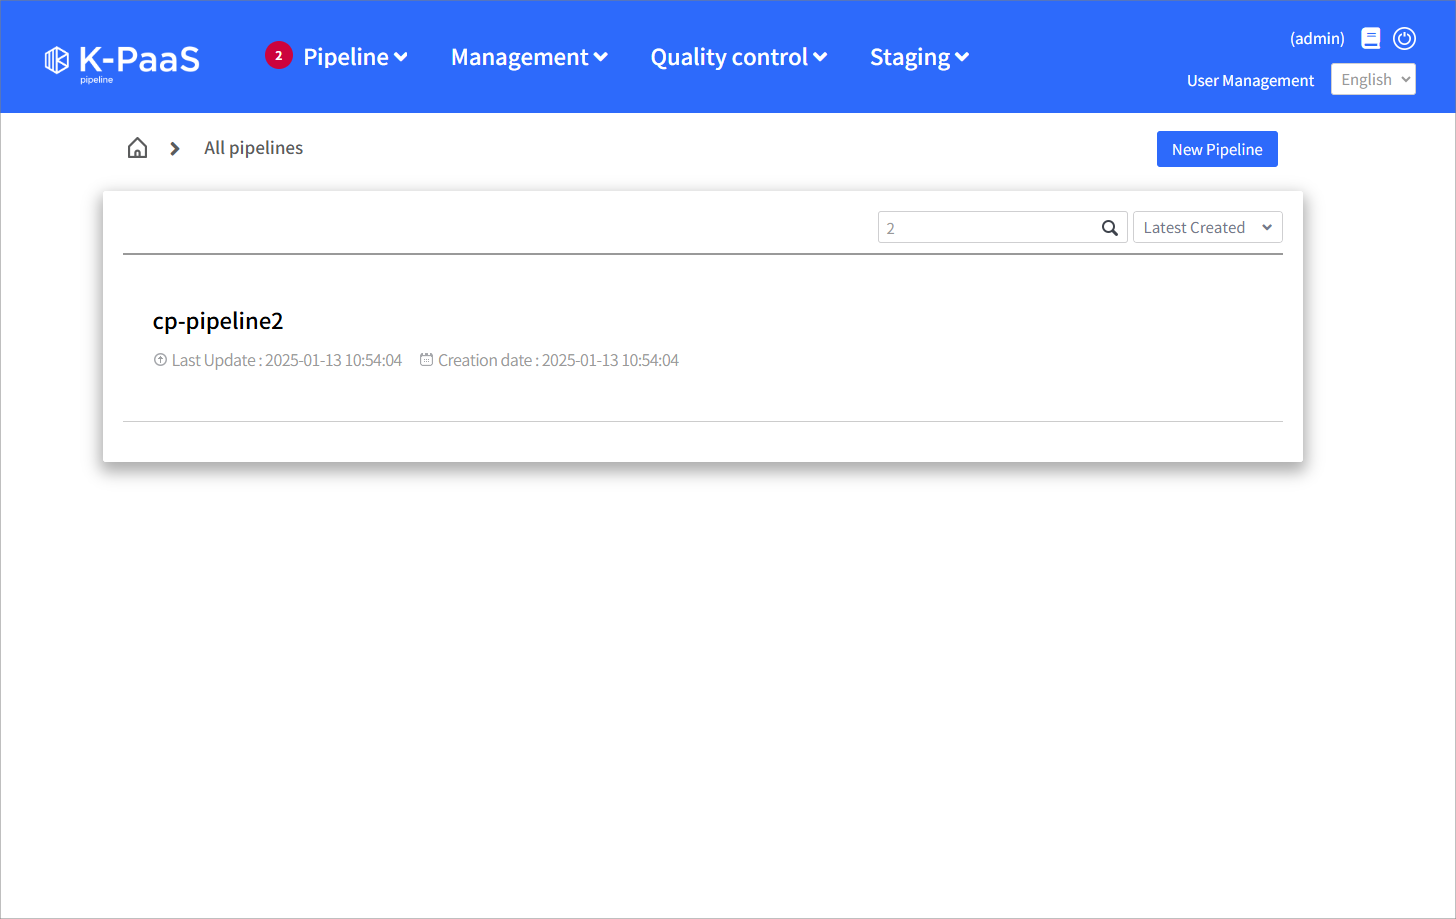 K-PaaS
pipeline
2 Pipeline
Management
Quality control
Staging
(admin)
User Management
English
All pipelines
New Pipeline
2
Latest Created
cp-pipeline2
Last Update : 2025-01-13 10:54:04 Creation date : 2025-01-13 10:54:04